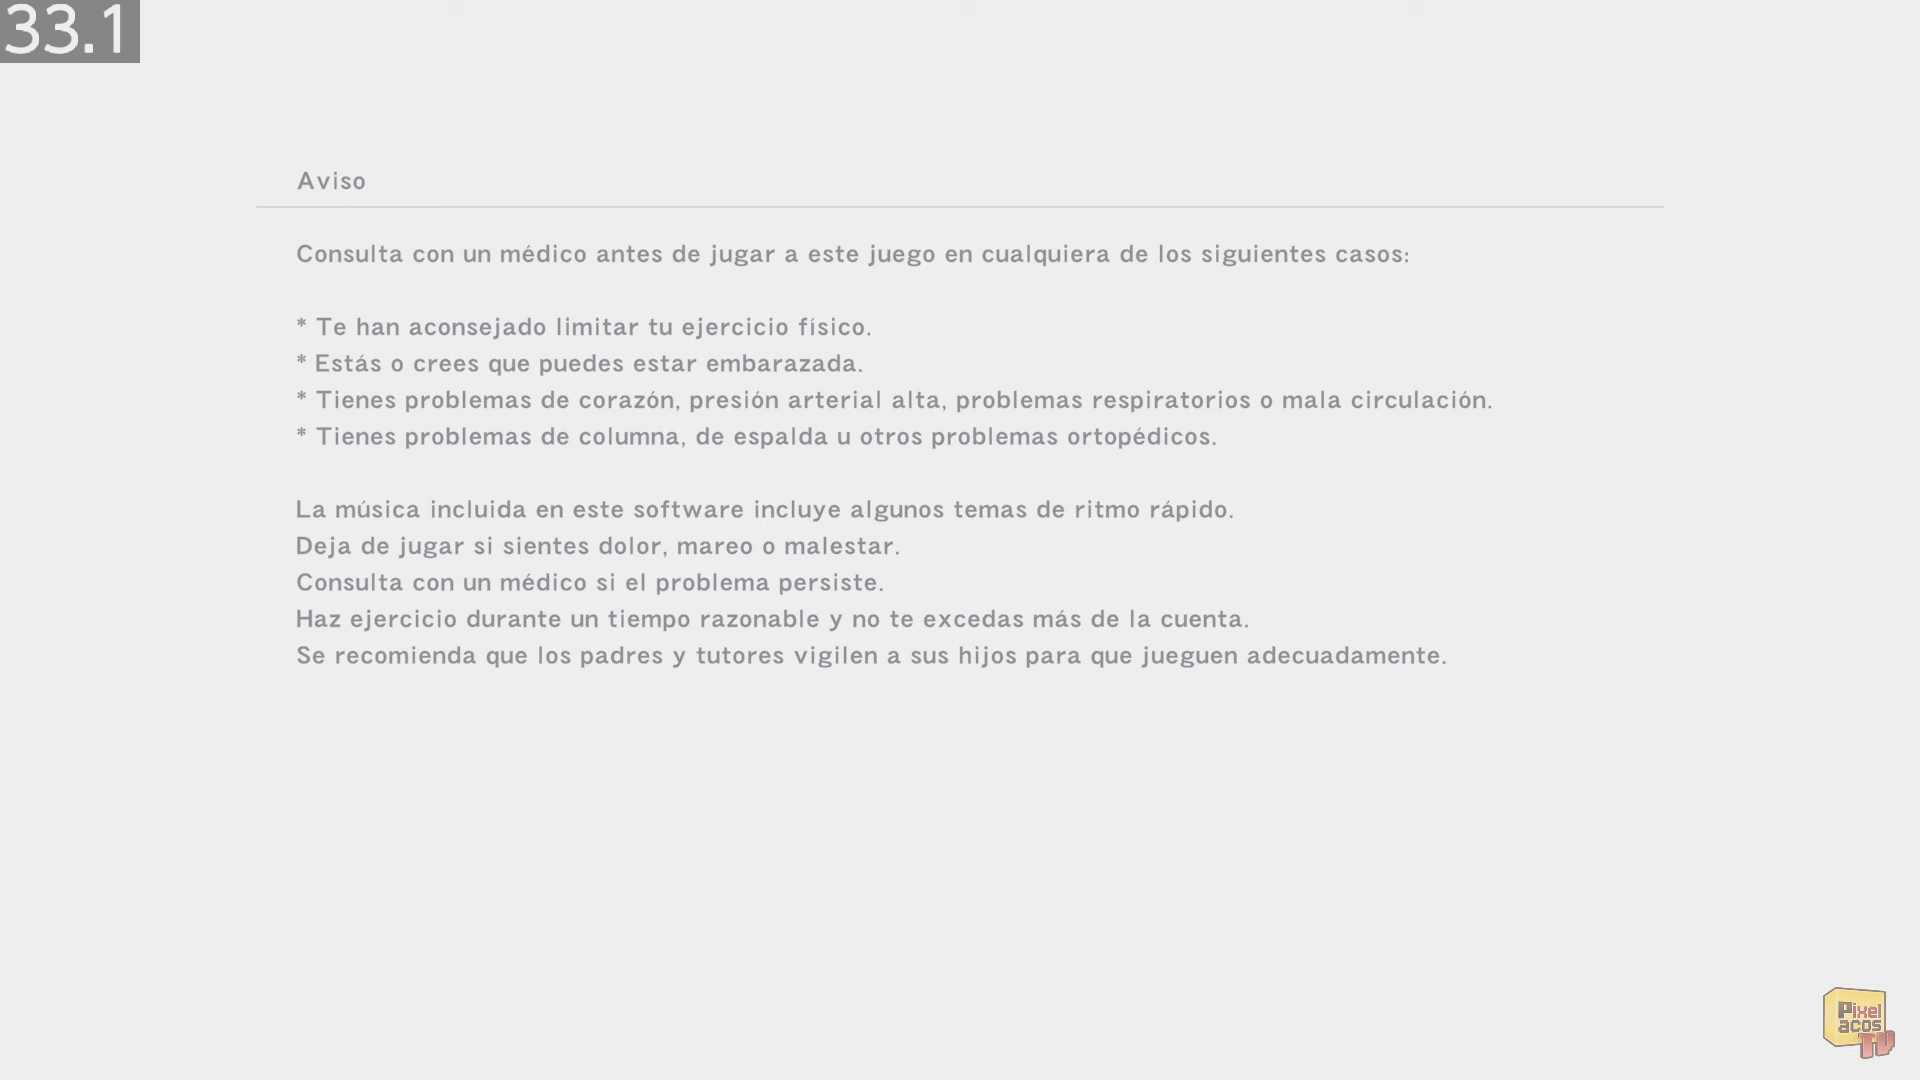 33.1
Aviso
Consulta con un médico antes de jugar a este juego en cualquiera de los siguientes casos:
* Te han aconsejado limitar tu ejercicio físico.
* Estás o crees que puedes estar embarazada.
* Tienes problemas de corazón, presión arterial alta, problemas respiratorios o mala circulación.
* Tienes problemas de columna, de espalda u otros problemas ortopédicos.
La música incluida en este software incluye algunos temas de ritmo rápido.
Deja de jugar si sientes dolor, mareo o malestar.
Consulta con un médico si el problema persiste.
Haz ejercicio durante un tiempo razonable y no te excedas más de la cuenta.
Se recomienda que los padres y tutores vigilen a sus hijos para que jueguen adecuadamente.
Pixel
acos
TV